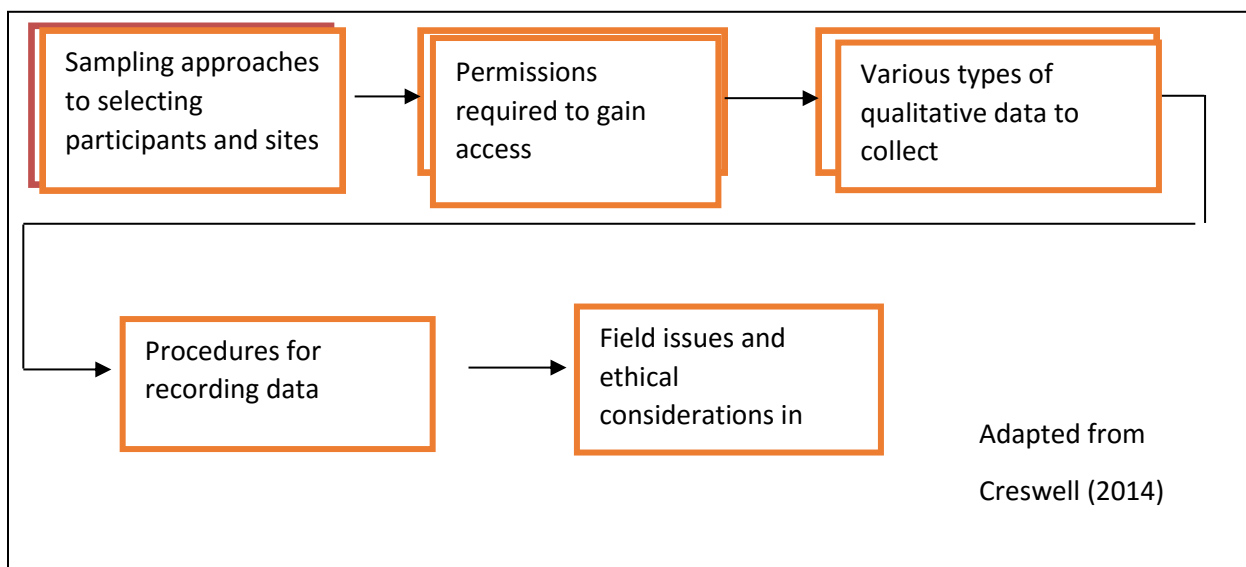 Sampling approaches
to selecting
participants and sites
Permissions
required to gain
access
Various types of
qualitative data to
collect
Procedures for
recording data
Field issues and
ethical
considerations in
Adapted from
Creswell (2014)